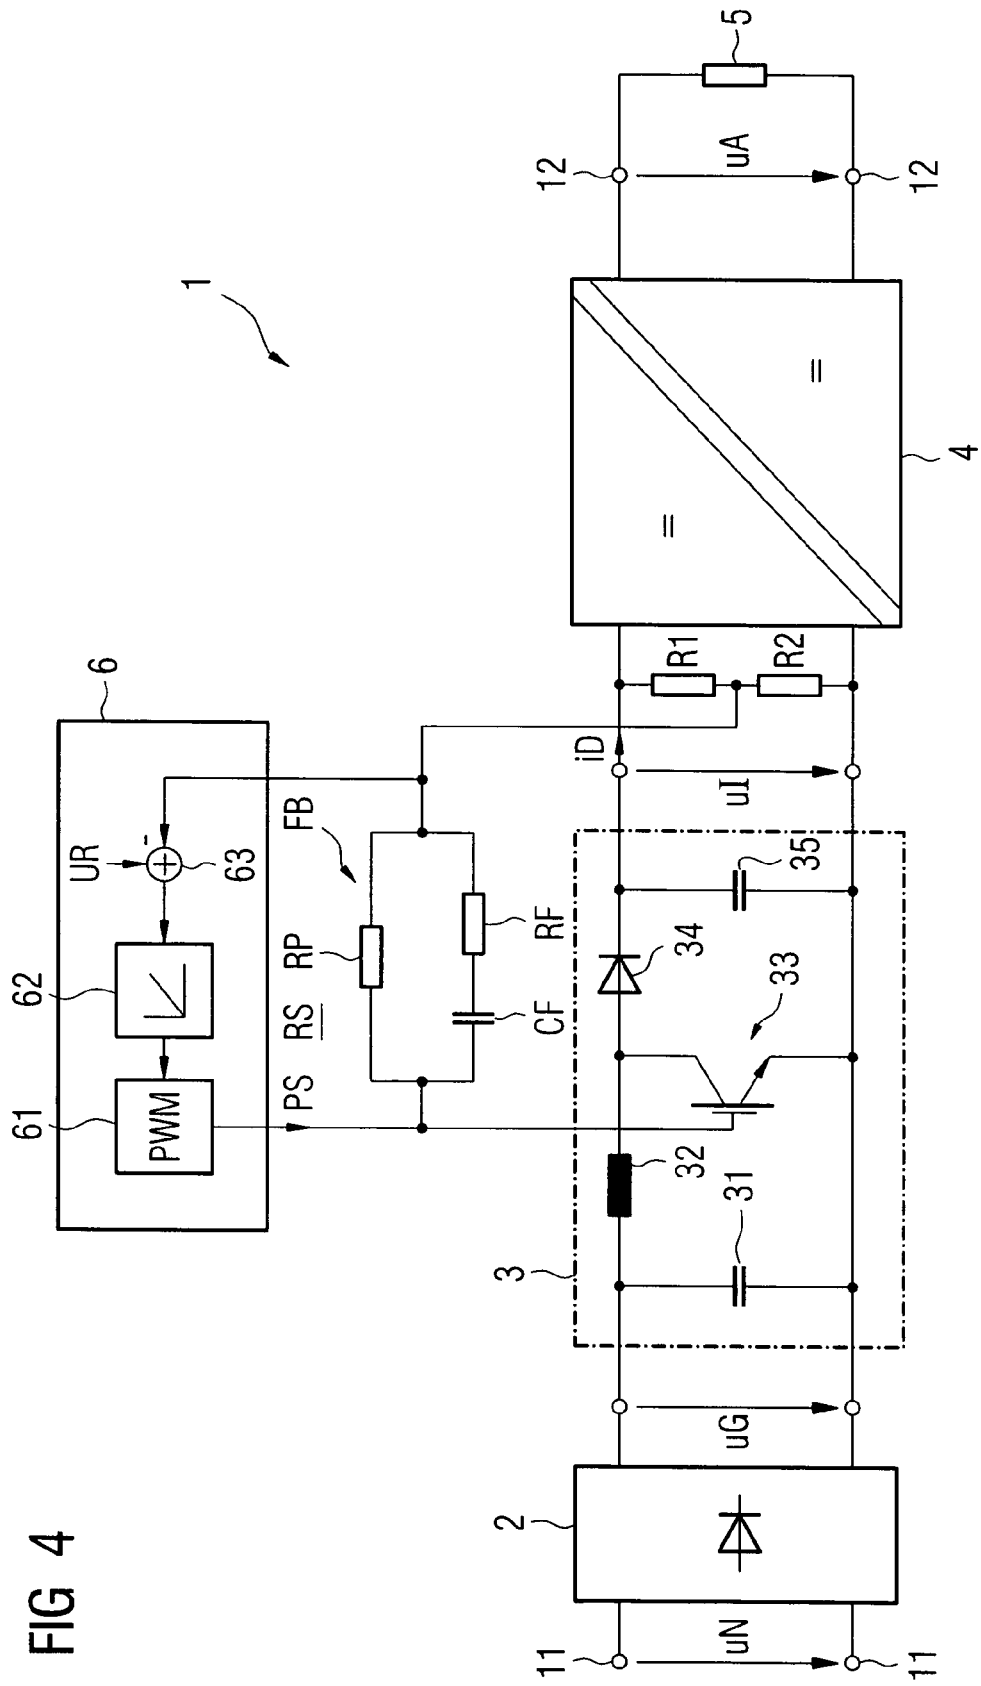 FIG 4
1
6
61
62
63
UR
-
+
PWM
PS
RS
FB
RP
RF
CF
3
31
32
33
34
35
iD
uI
R1
R2
2
11
uN
11
uG
=
=
4
12
uA
12
5